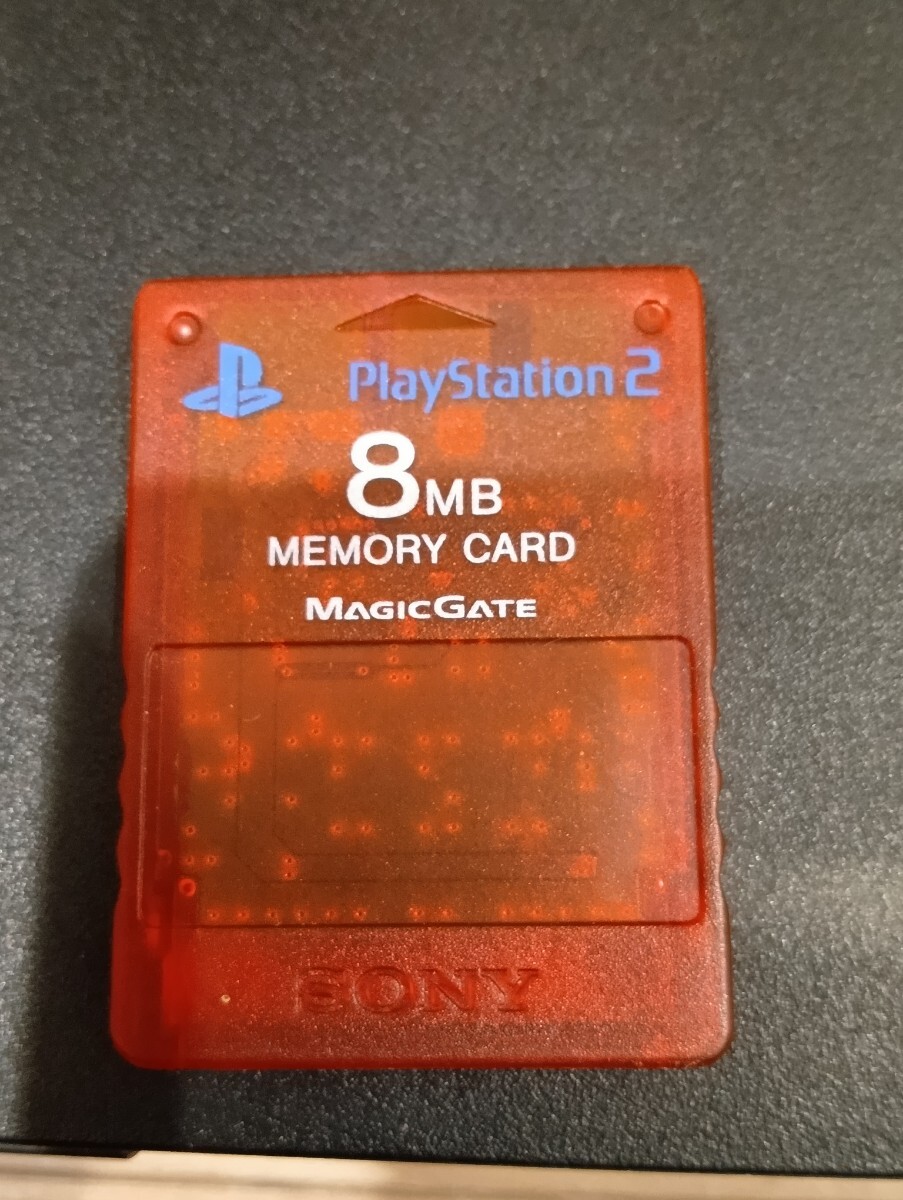 PlayStation 2
8MB
MEMORY CARD
MAGICGATE
SONY